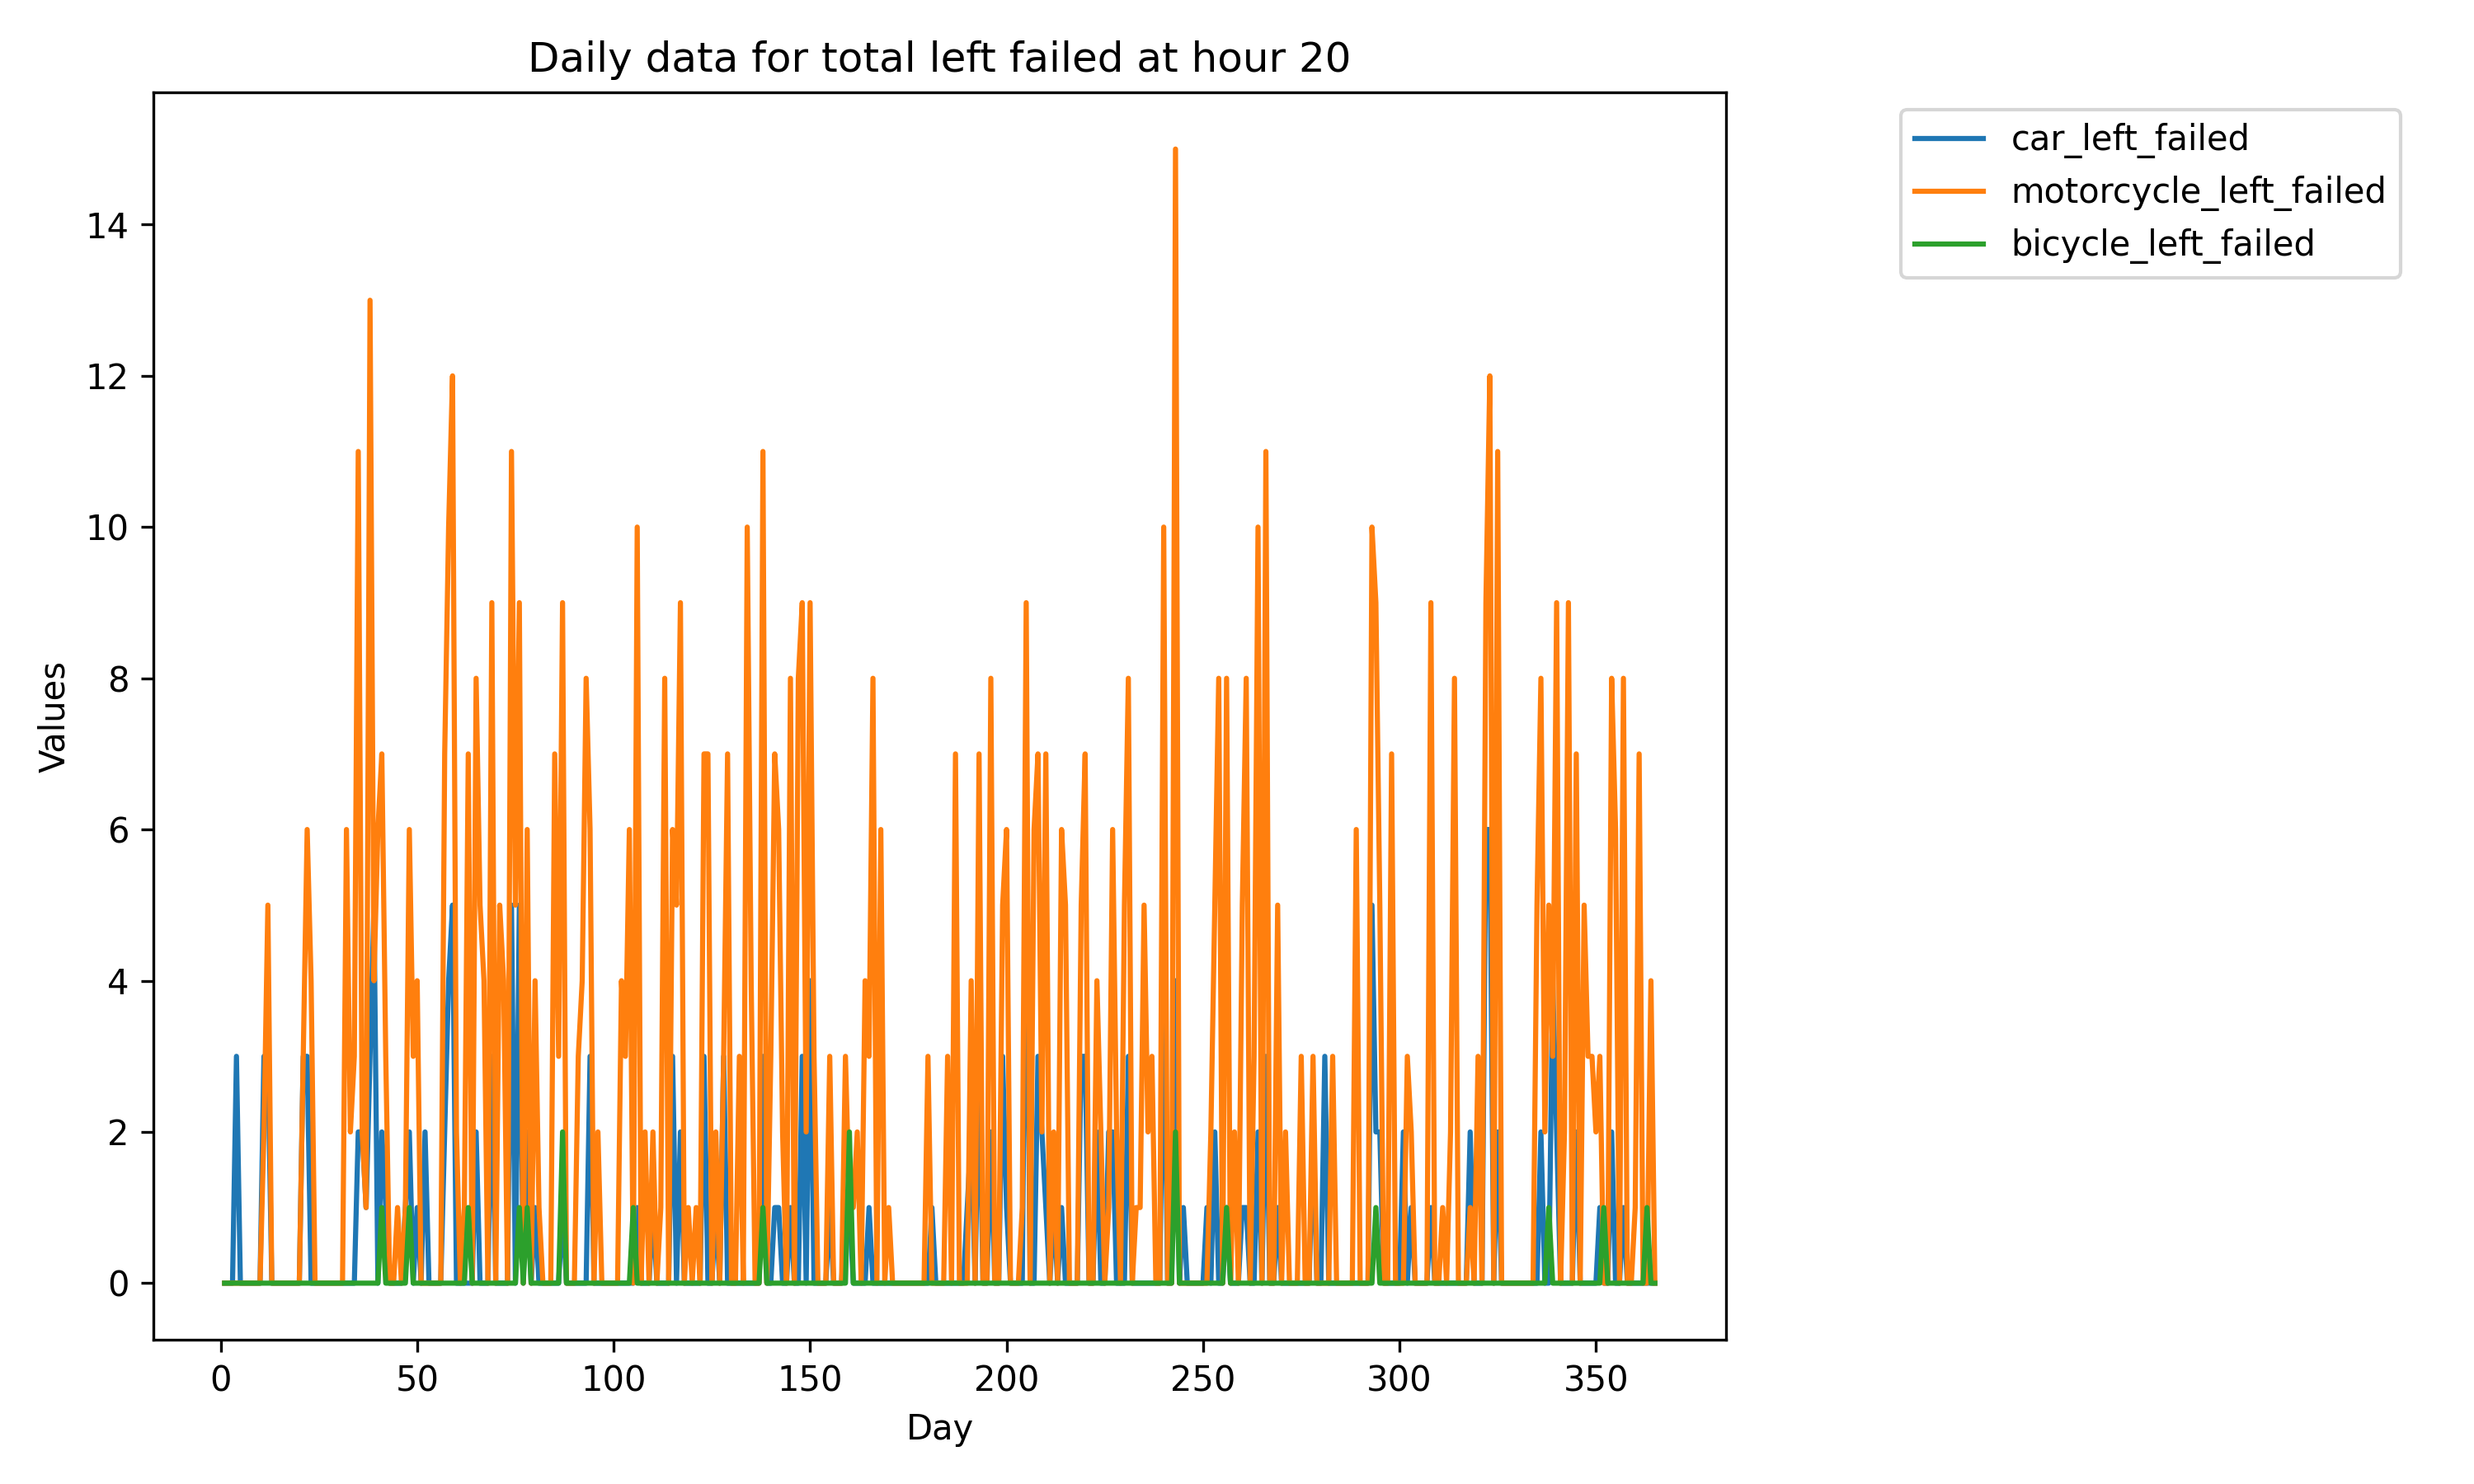 Daily data for total left failed at hour 20
car_left_failed
motorcycle_left_failed
bicycle_left_failed
14
12
10
8
6
4
2
0
Values
0 50 100 150 200 250 300 350
Day